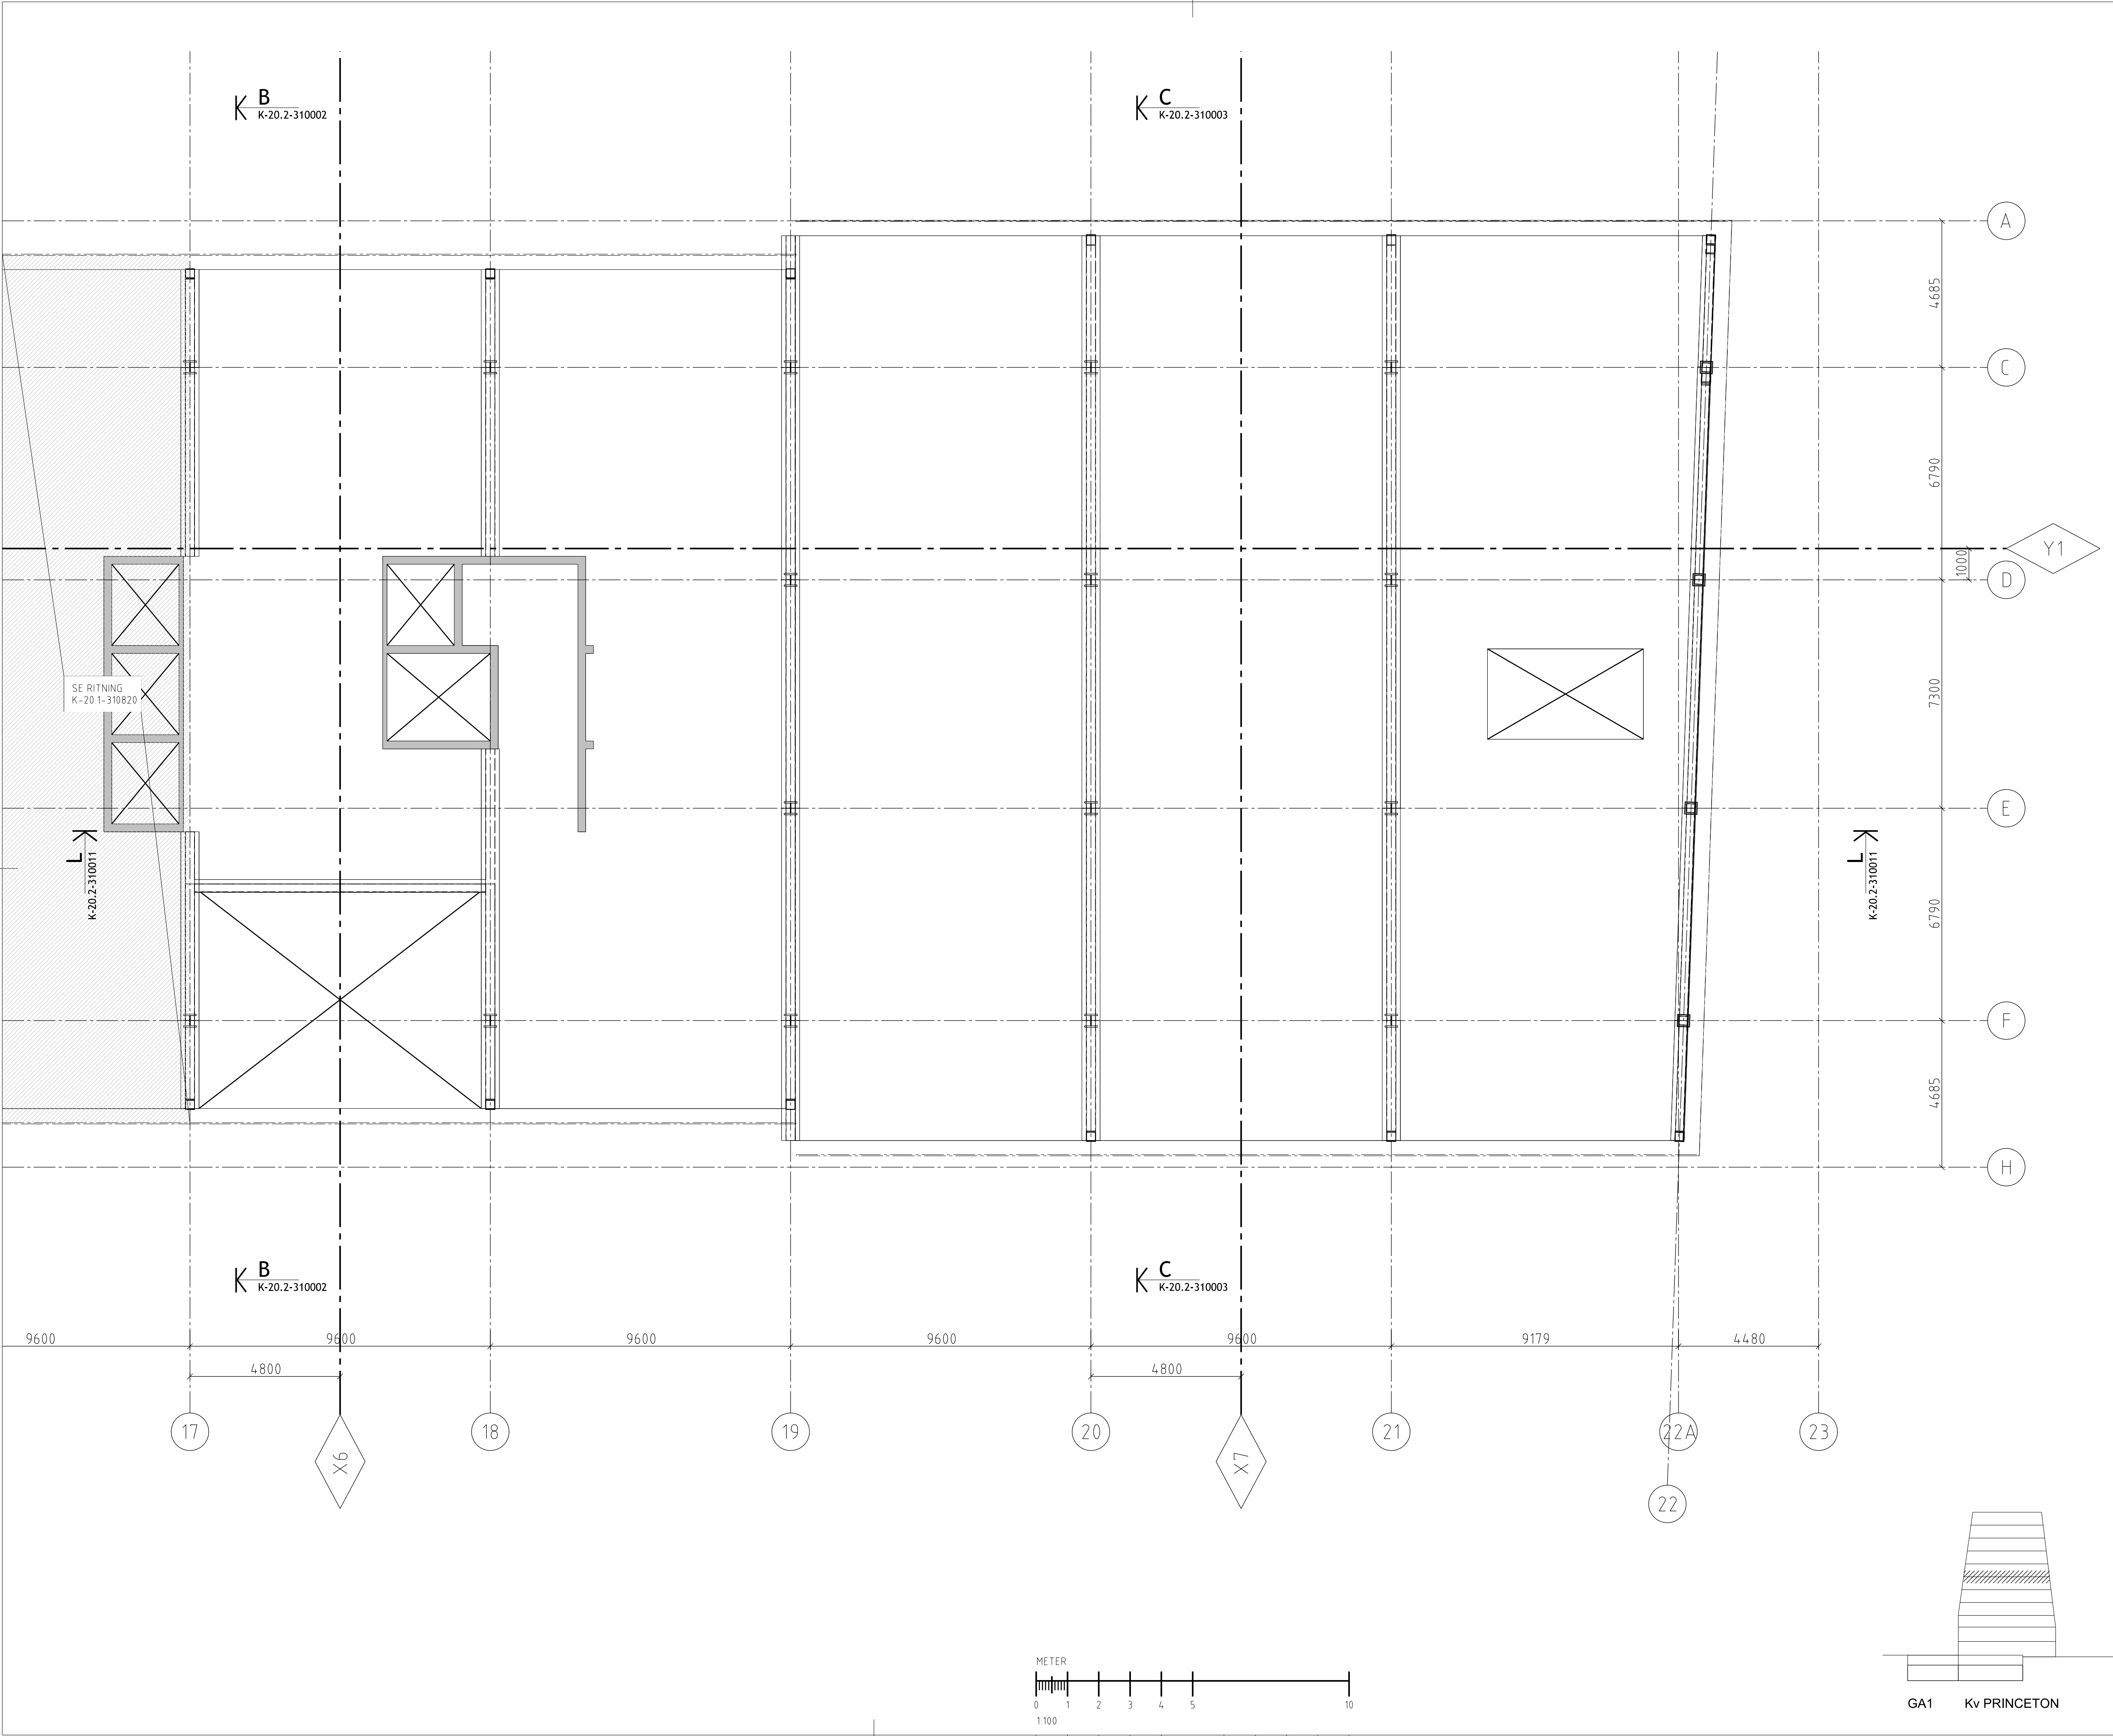 B
K-20.2-310002
C
K-20.2-310003
A
4685
C
6790
Y1
1000
D
SE RITNING
K-20.1-310820
7300
E
L
K-20.2-310011
L
K-20.2-310011
6790
F
4685
H
B
K-20.2-310002
C
K-20.2-310003
9600 9600 9600 9600 9600 9179 4480
4800 4800
17 18 19 20 21 22A 23
X6 X7
22
METER
0 1 2 3 4 5 10
1:100
GA1 Kv PRINCETON